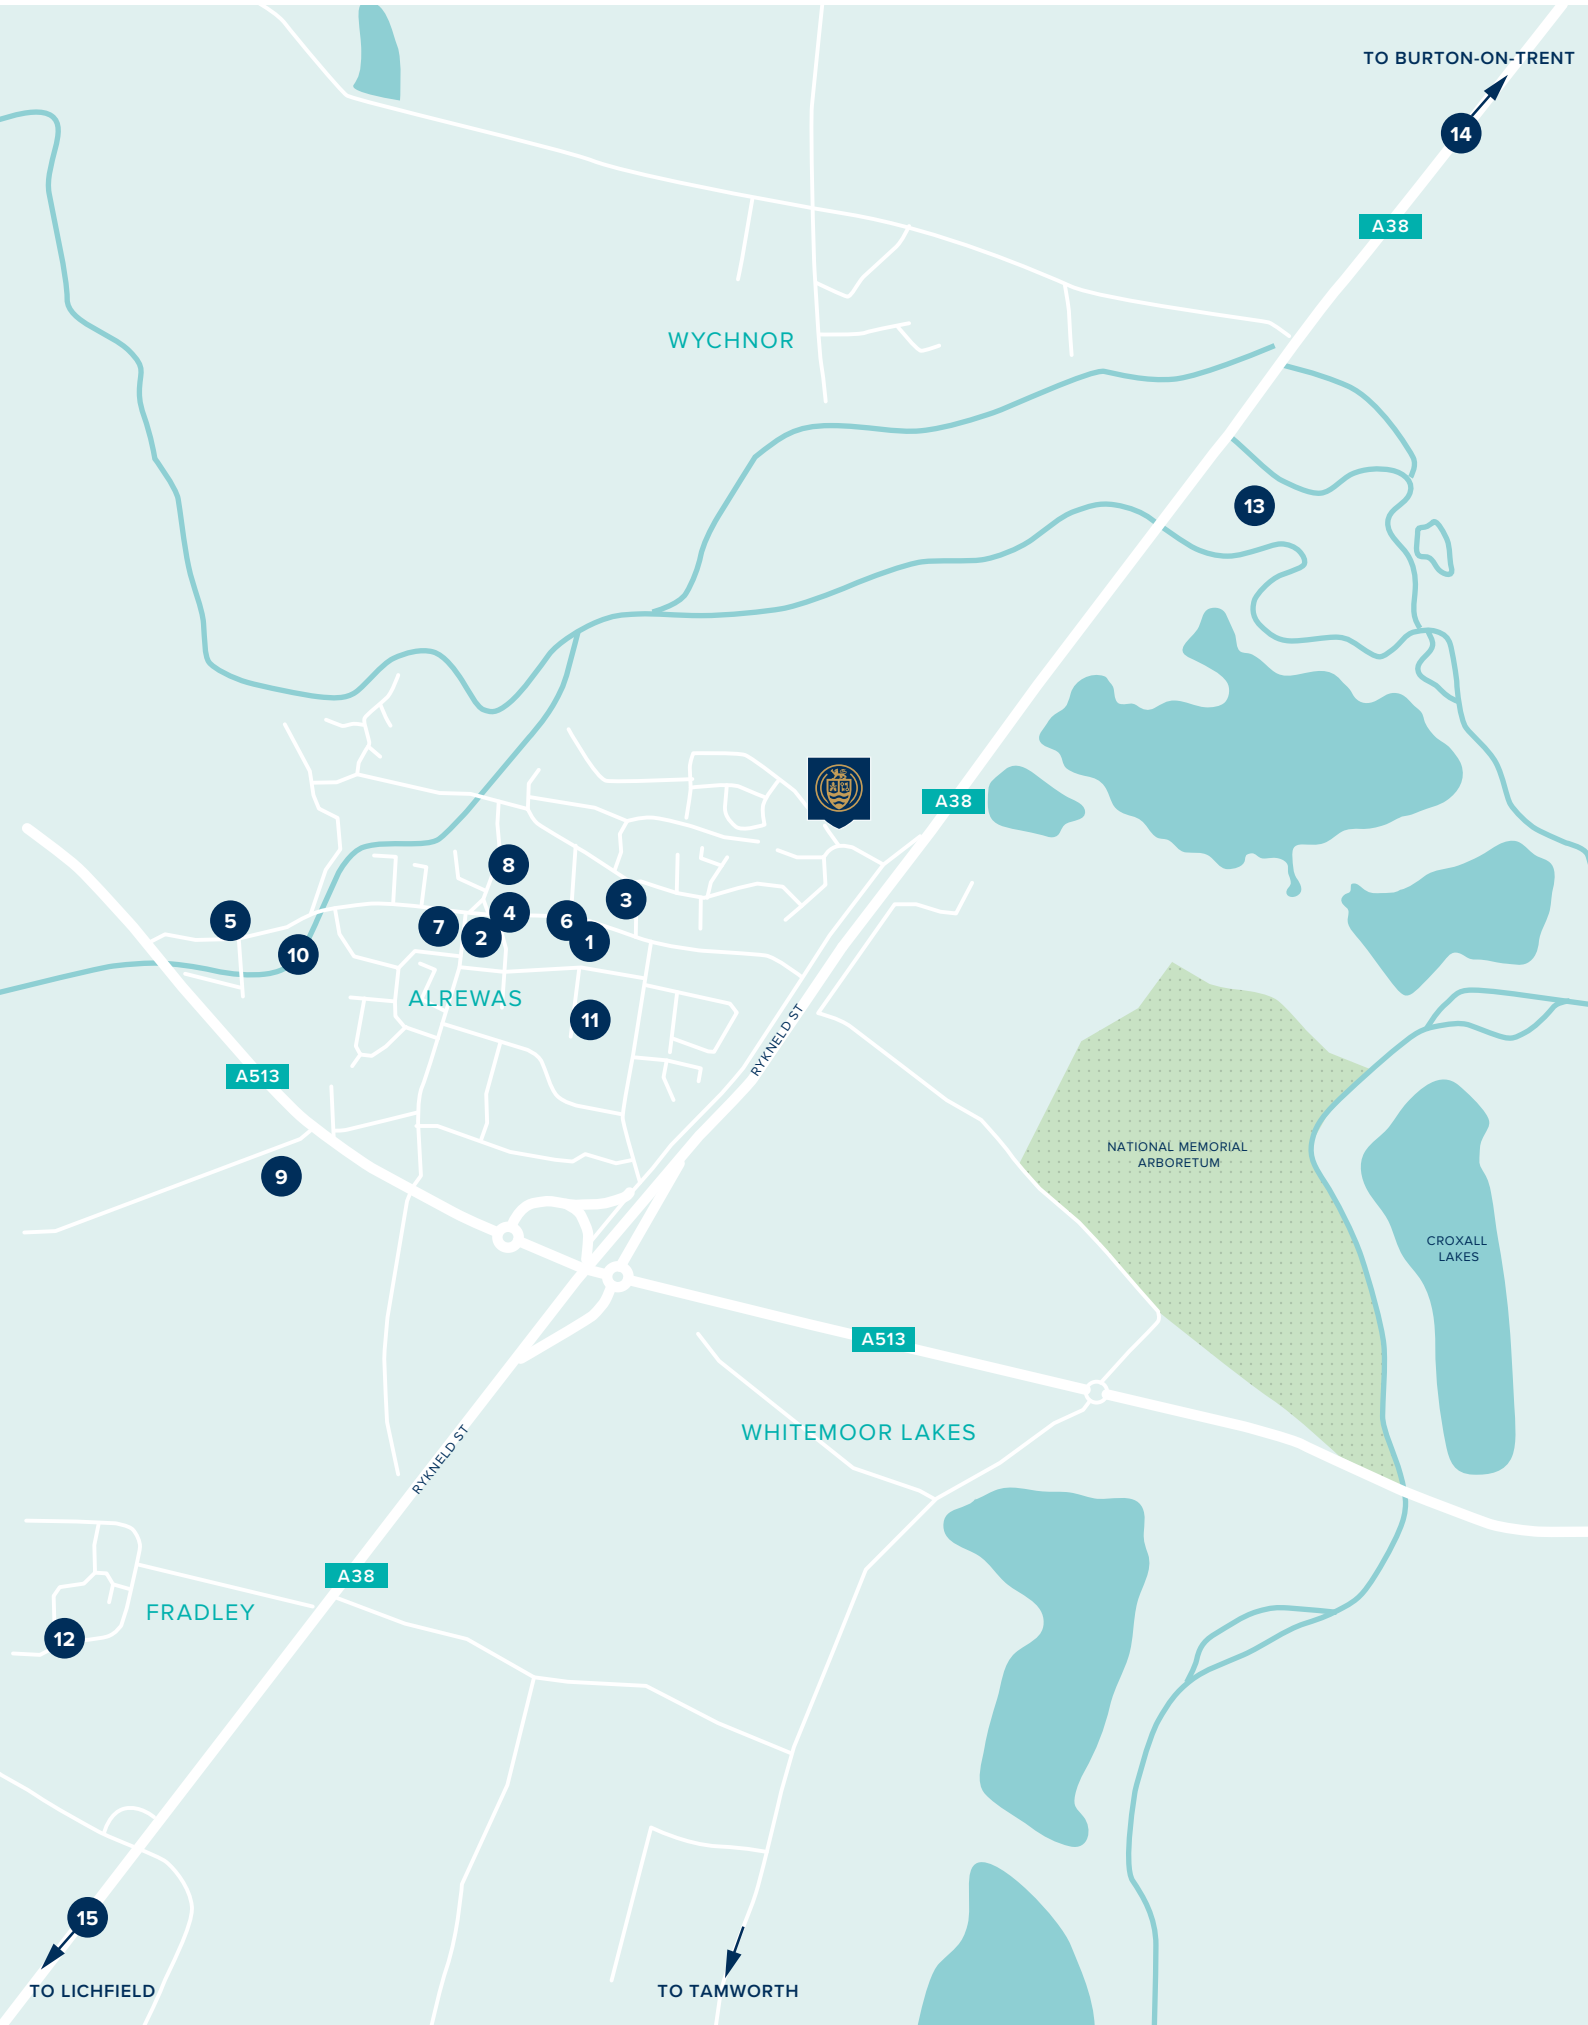 TO BURTON-ON-TRENT
14
A38
WYCHNOR
13
A38
8
3
4
5
6
7
2
1
10
ALREWAS
11
RYKNELD ST
A513
NATIONAL MEMORIAL
ARBORETUM
9
CROXALL
LAKES
A513
WHITEMOOR LAKES
RYKNELD ST
A38
FRADLEY
12
15
TO LICHFIELD
TO TAMWORTH